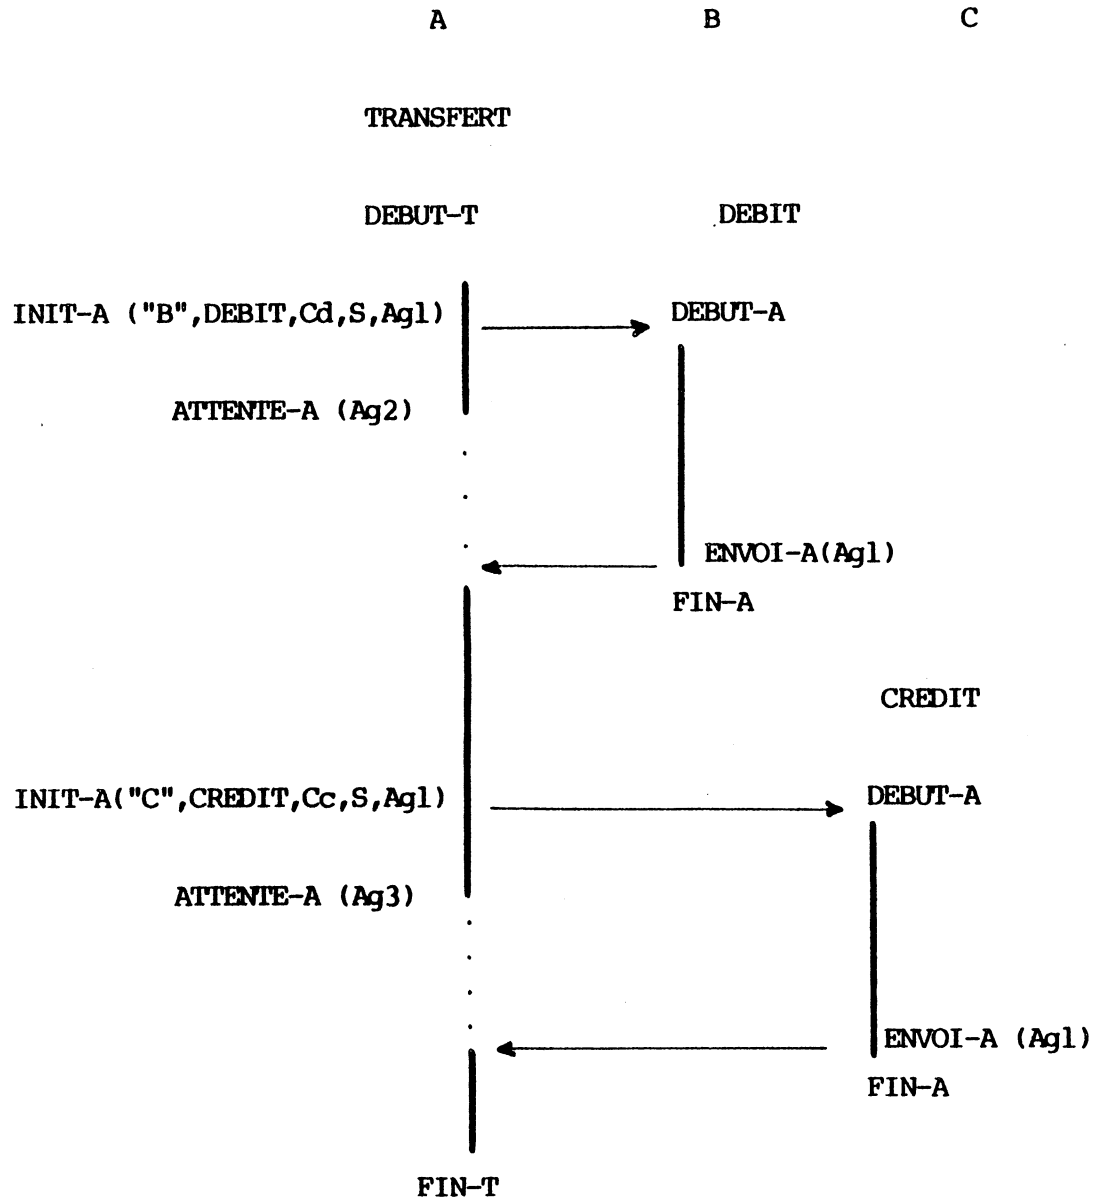 A B C
TRANSFERT
DEBUT-T DEBIT
INIT-A ("B",DEBIT,Cd,S,Ag1) DEBUT-A
ATTENTE-A (Ag2)
ENVOI-A(Ag1)
FIN-A
CREDIT
INIT-A("C",CREDIT,Cc,S,Ag1) DEBUT-A
ATTENTE-A (Ag3)
ENVOI-A (Ag1)
FIN-A
FIN-T